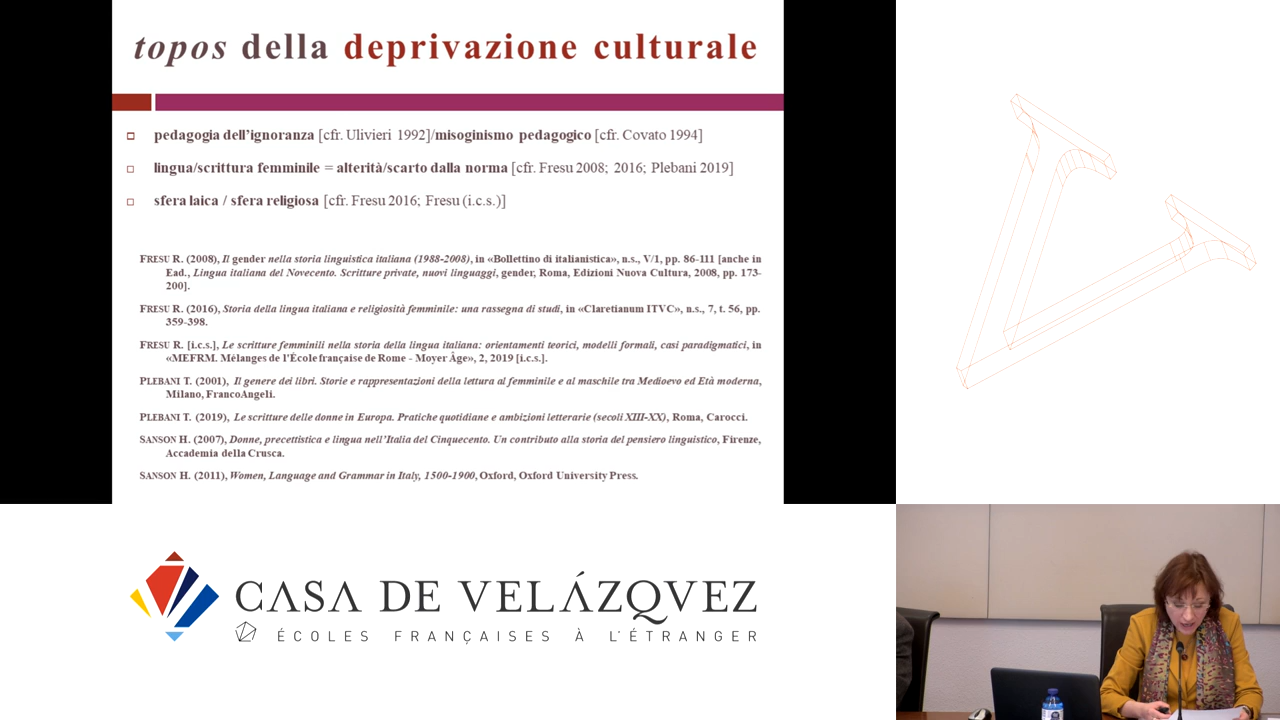 topos della deprivazione culturale
pedagogia dell'ignoranza [cfr. Ulivieri 1992]/misoginismo pedagogico [cfr. Covato 1994]
lingua/scrittura femminile = alterità/scarto dalla norma [cfr. Fresu 2008; 2016; Plebani 2019]
sfera laica / sfera religiosa [cfr. Fresu 2016; Fresu (i.c.s.)]
FRESU R. (2008), Il gender nella storia linguistica italiana (1988-2008), in «Bollettino di italianistica», n.s., V/1, pp. 86-111 [anche in
Ead., Lingua italiana del Novecento. Scritture private, nuovi linguaggi, gender, Roma, Edizioni Nuova Cultura, 2008, pp. 173-
200].
FRESU R. (2016), Storia della lingua italiana e religiosità femminile: una rassegna di studi, in «Claretianum ITVC», n.s., 7, t. 56, pp.
359-398.
FRESU R. [i.c.s.], Le scritture femminili nella storia della lingua italiana: orientamenti teorici, modelli formali, casi paradigmatici, in
«MEFRM. Mélanges de l'École française de Rome - Moyer Âge», 2, 2019 [i.c.s.].
PLEBANI T. (2001), Il genere dei libri. Storie e rappresentazioni della lettura al femminile e al maschile tra Medioevo ed Età moderna,
Milano, FrancoAngeli.
PLEBANI T. (2019), Le scritture delle donne in Europa. Pratiche quotidiane e ambizioni letterarie (secoli XIII-XX), Roma, Carocci.
SANSON H. (2007), Donne, precettistica e lingua nell'Italia del Cinquecento. Un contributo alla storia del pensiero linguistico, Firenze,
Accademia della Crusca.
SANSON H. (2011), Women, Language and Grammar in Italy, 1500-1900, Oxford, Oxford University Press.
CASA DE VELÁZQVEZ
ÉCOLES FRANÇAISES À L'ÉTRANGER